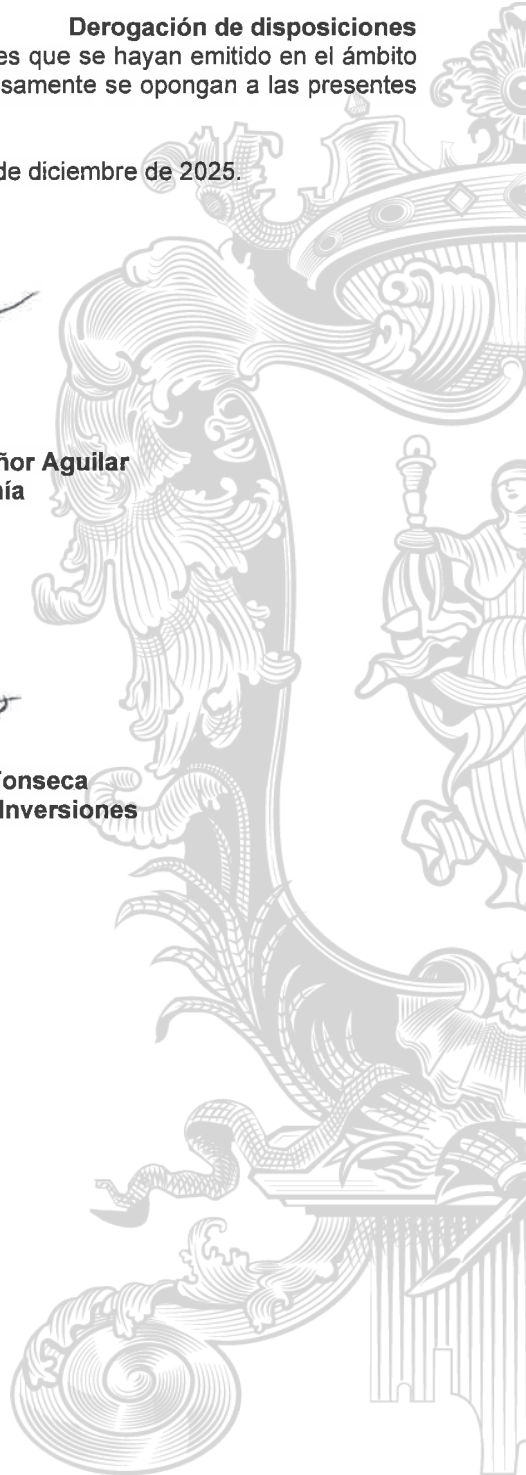 Derogación de disposiciones
es que se hayan emitido en el ámbito
samente se opongan a las presentes
de diciembre de 2025.
ñor Aguilar
nía
Fonseca
Inversiones